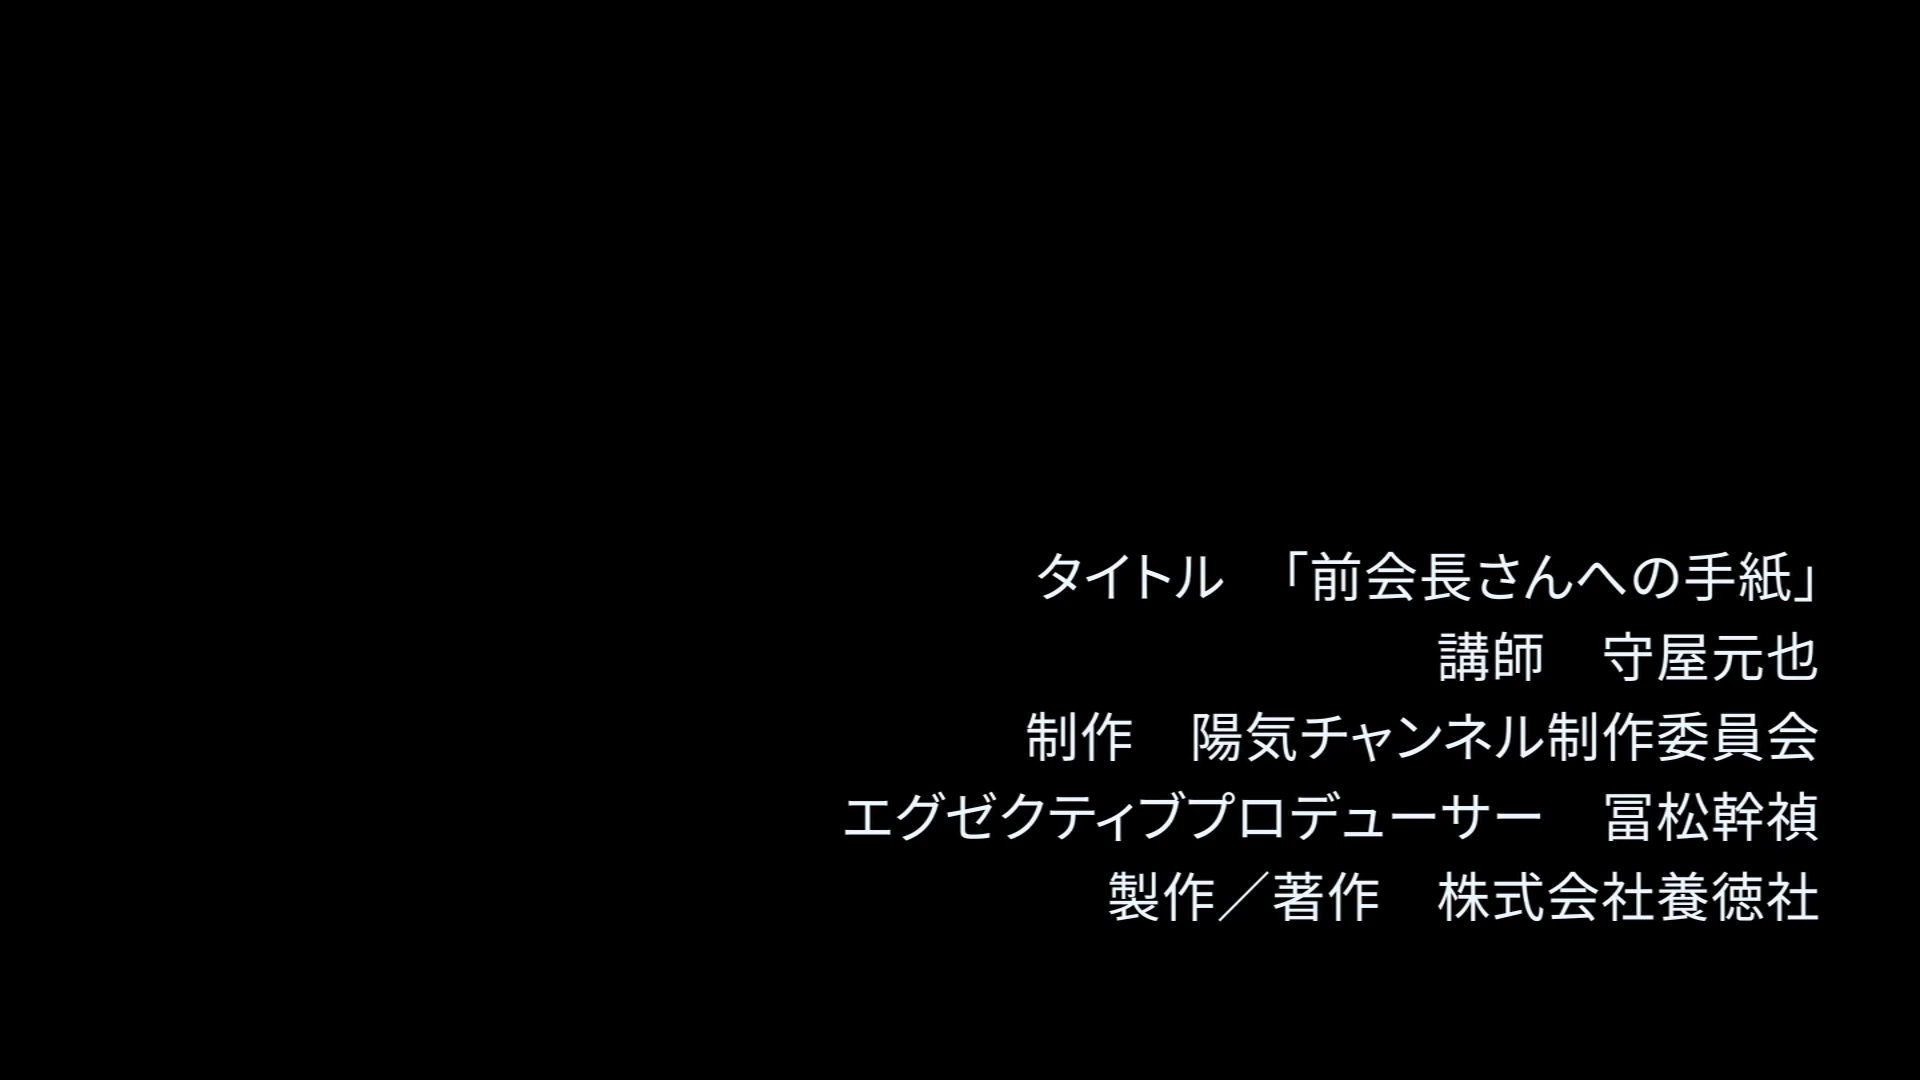 タイトル　「前会長さんへの手紙」
講師　守屋元也
制作　陽気チャンネル制作委員会
エグゼクティブプロデューサー　冨松幹禎
製作／著作　株式会社養徳社